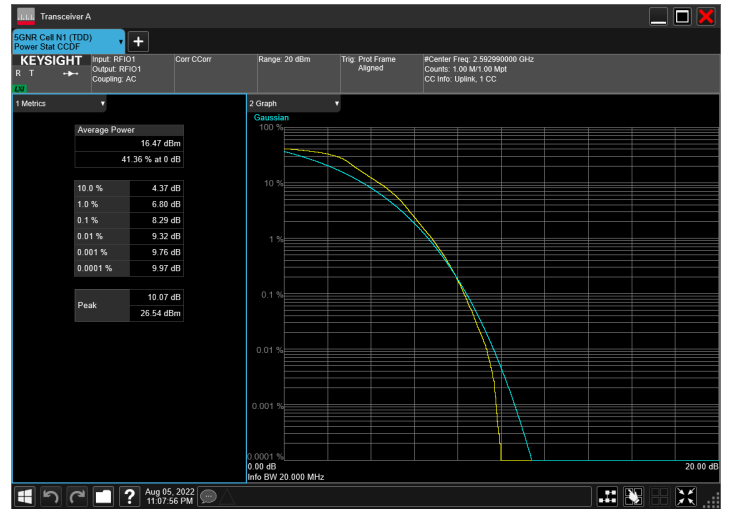 Transceiver A
5GNR Cell N1 (TDD)
Power Stat CCDF
KEYSIGHT
R T
LXI
Input: RFIO1
Output: RFIO1
Coupling: AC
Corr CCorr
Range: 20 dBm
Trig: Prot Frame
Aligned
#Center Freq: 2.592990000 GHz
Counts: 1.00 M/1.00 Mpt
CC Info: Uplink, 1 CC
1 Metrics
Average Power
16.47 dBm
41.36 % at 0 dB
10.0 % 4.37 dB
1.0 % 6.80 dB
0.1 % 8.29 dB
0.01 % 9.32 dB
0.001 % 9.76 dB
0.0001 % 9.97 dB
Peak
10.07 dB
26.54 dBm
2 Graph
Gaussian
100 %
10 %
1 %
0.1 %
0.01 %
0.001 %
0.0001 %
0.00 dB 20.00 dB
Info BW 20.000 MHz
?
Aug 05, 2022
11:07:56 PM